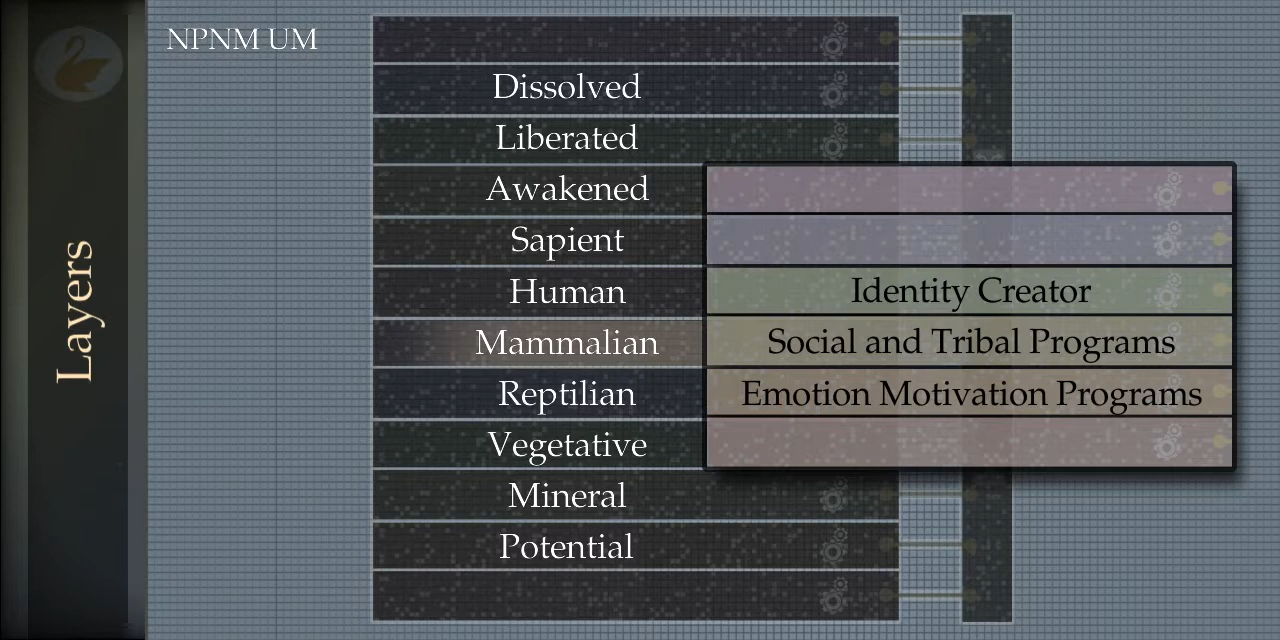 NPNM UM
Layers
Dissolved
Liberated
Awakened
Sapient
Human
Mammalian
Reptilian
Vegetative
Mineral
Potential
Identity Creator
Social and Tribal Programs
Emotion Motivation Programs